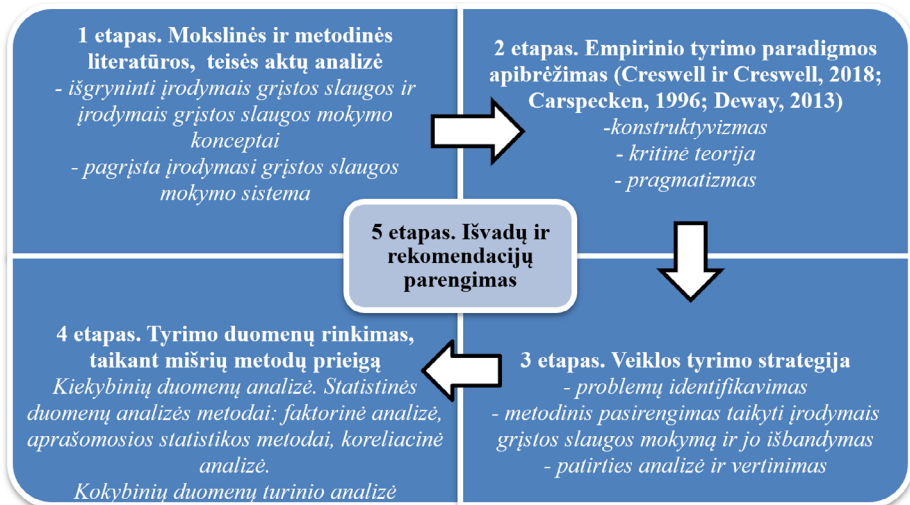 1 etapas. Mokslinės ir metodinės
literatūros, teisės aktų analizė
- išgryninti įrodymais grįstos slaugos ir
įrodymais grįstos slaugos mokymo
konceptai
- pagrįsta įrodymasi grįstos slaugos
mokymo sistema
2 etapas. Empirinio tyrimo paradigmos
apibrėžimas (Creswell ir Creswell, 2018;
Carspecken, 1996; Deway, 2013)
-konstruktyvizmas
- kritinė teorija
- pragmatizmas
3 etapas. Veiklos tyrimo strategija
- problemų identifikavimas
- metodinis pasirengimas taikyti įrodymais
grįstos slaugos mokymą ir jo išbandymas
- patirties analizė ir vertinimas
4 etapas. Tyrimo duomenų rinkimas,
taikant mišrių metodų prieigą
Kiekybinių duomenų analizė. Statistinės
duomenų analizės metodai: faktorinė analizė,
aprašomosios statistikos metodai, koreliacinė
analizė.
Kokybinių duomenų turinio analizė
5 etapas. Išvadų ir
rekomendacijų
parengimas